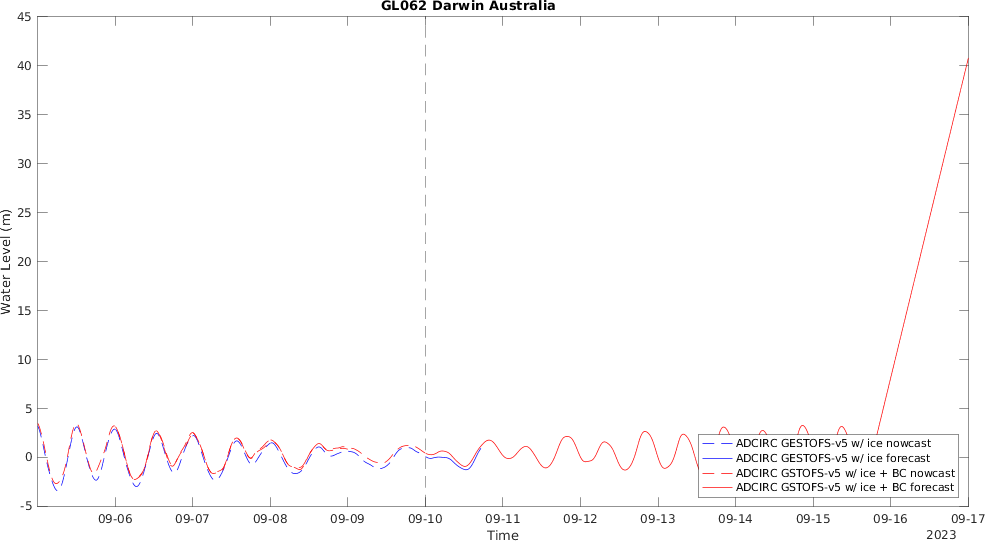 GL062 Darwin Australia
Water Level (m)
45
40
35
30
25
20
15
10
5
0
-5
ADCIRC GESTOFS-v5 w/ ice nowcast
ADCIRC GESTOFS-v5 w/ ice forecast
ADCIRC GSTOFS-v5 w/ ice + BC nowcast
ADCIRC GSTOFS-v5 w/ ice + BC forecast
09-06 09-07 09-08 09-09 09-10 09-11 09-12 09-13 09-14 09-15 09-16 09-17
Time
2023